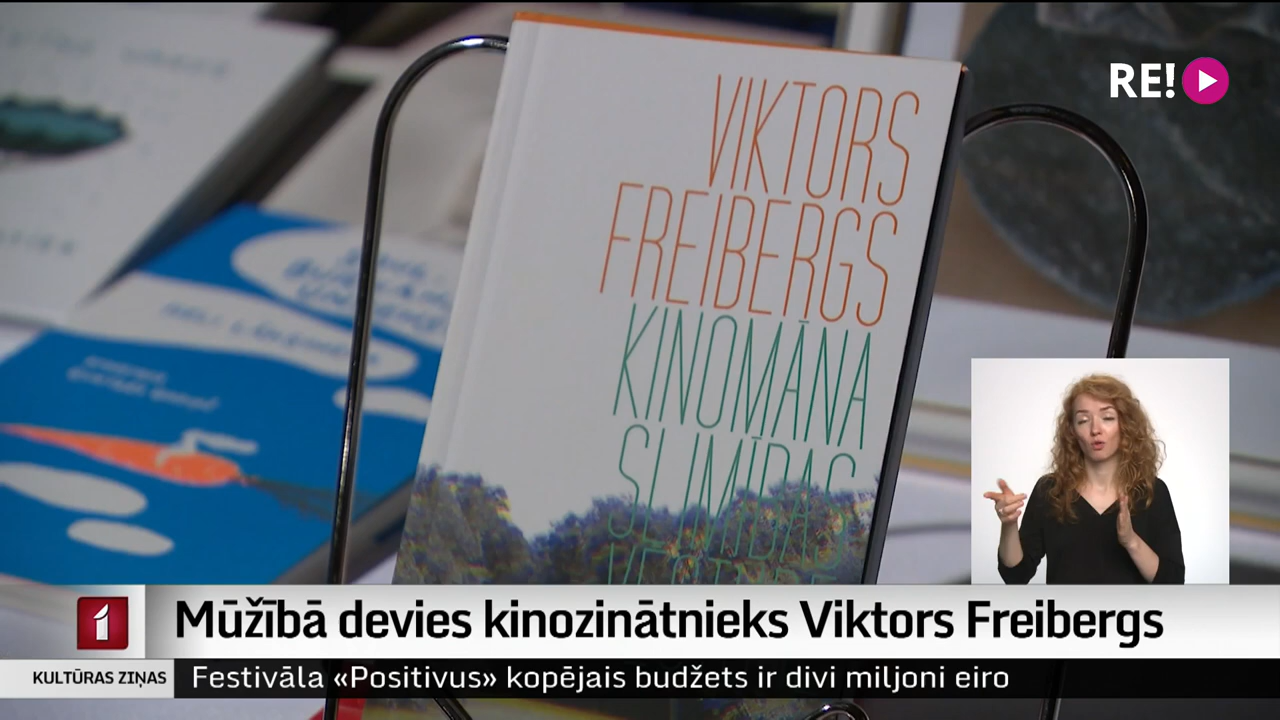 RE!
VIKTORS
FREIBERGS
KINOMĀNA
SLIMĪBAS
1
Mūžībā devies kinozinātnieks Viktors Freibergs
KULTŪRAS ZIŅAS
Festivāla «Positivus» kopējais budžets ir divi miljoni eiro